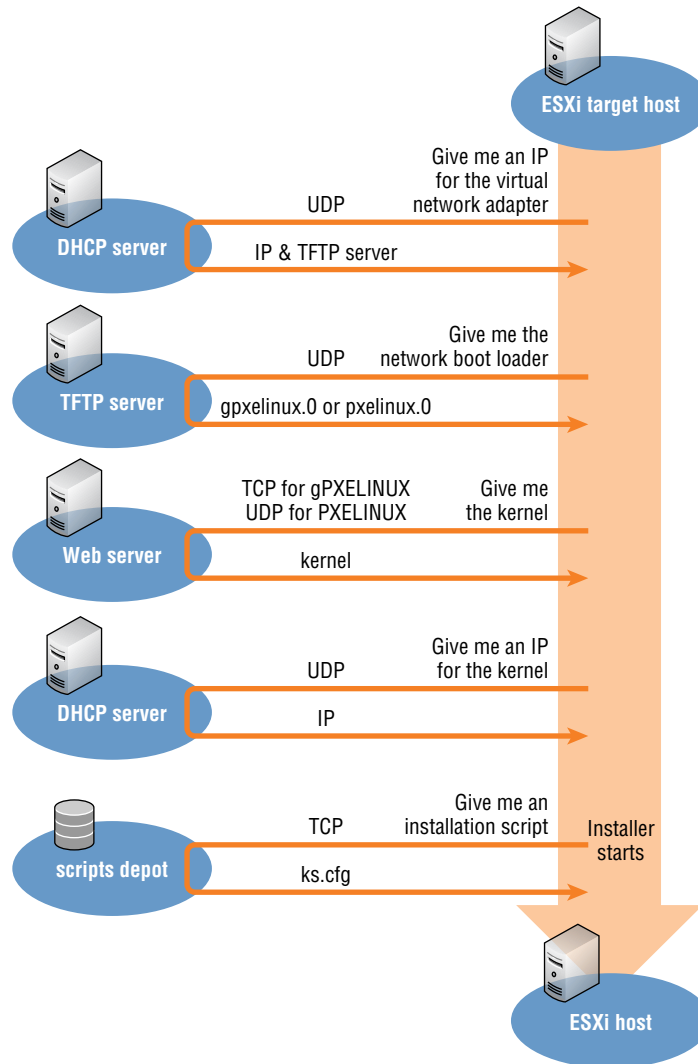 ESXi target host
Give me an IP
for the virtual
network adapter
UDP
DHCP server
IP & TFTP server
Give me the
network boot loader
UDP
TFTP server
gpxelinux.0 or pxelinux.0
TCP for gPXELINUX
UDP for PXELINUX
Give me
the kernel
Web server
kernel
Give me an IP
for the kernel
UDP
DHCP server
IP
Give me an
installation script
TCP
Installer
starts
scripts depot
ks.cfg
ESXi host